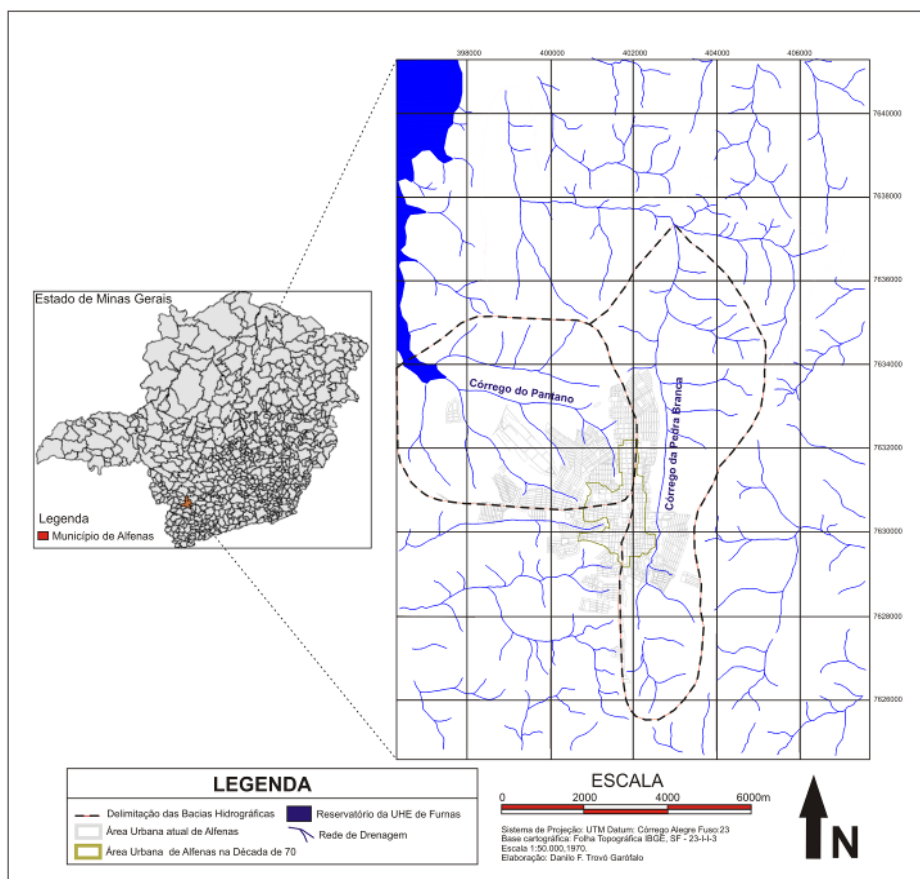 398000 400000 402000 404000 406000
7640000
7638000
7636000
7634000
7632000
7630000
7628000
7626000
Córrego do Pantano
Córrego da Pedra Branca
Estado de Minas Gerais
Legenda
Município de Alfenas
LEGENDA
Delimitação das Bacias Hidrográficas
Reservatório da UHE de Furnas
Área Urbana atual de Alfenas
Rede de Drenagem
Área Urbana de Alfenas na Década de 70
ESCALA
0 2000 4000 6000m
Sistema de Projeção: UTM Datum: Córrego Alegre Fuso:23
Base cartográfica: Folha Topográfica IBGE, SF - 23-I-I-3
Escala 1:50.000,1970.
Elaboração: Danilo F. Trovó Garófalo
N